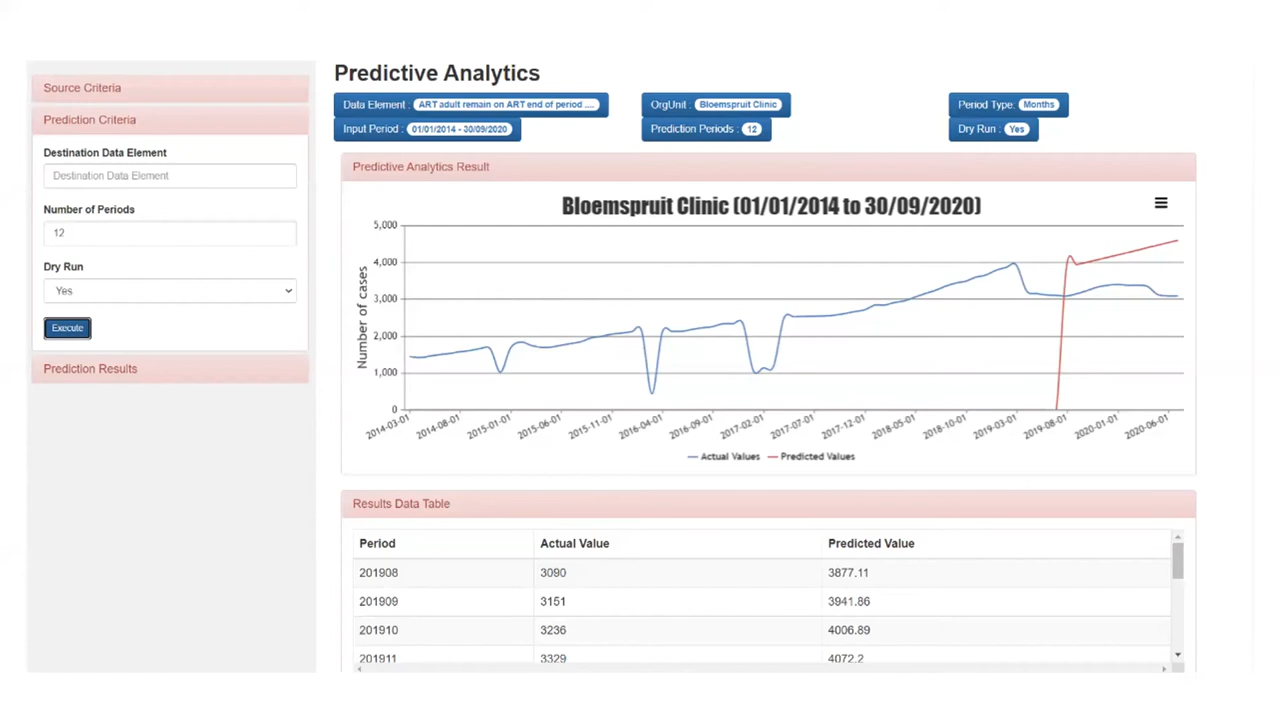 Source Criteria
Prediction Criteria
Destination Data Element
Destination Data Element
Number of Periods
12
Dry Run
Yes
Execute
Prediction Results
Predictive Analytics
Data Element : ART adult remain on ART end of period ....
OrgUnit : Bloemspruit Clinic
Period Type: Months
Input Period : 01/01/2014 - 30/09/2020
Prediction Periods : 12
Dry Run : Yes
Predictive Analytics Result
Bloemspruit Clinic (01/01/2014 to 30/09/2020)
Number of cases
5,000
4,000
3,000
2,000
1,000
0
2014-03-01 2014-08-01 2015-01-01 2015-06-01 2015-11-01 2016-04-01 2016-09-01 2017-02-01 2017-07-01 2017-12-01 2018-05-01 2018-10-01 2019-03-01 2019-08-01 2020-01-01 2020-06-01
Actual Values Predicted Values
Results Data Table
Period Actual Value Predicted Value
201908 3090 3877.11
201909 3151 3941.86
201910 3236 4006.89
201911 3329 4072.2